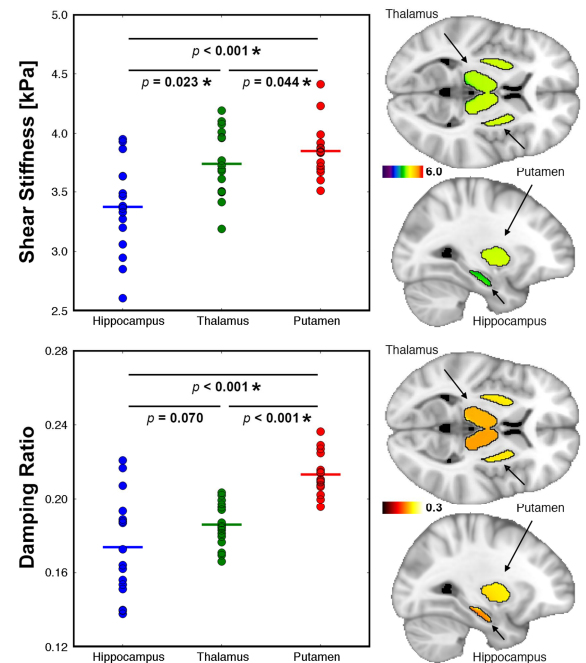 5.0
4.5
4.0
3.5
3.0
2.5
Shear Stiffness [kPa]
p < 0.001 *
p = 0.023 *
p = 0.044 *
Hippocampus
Thalamus
Putamen
Thalamus
6.0
Putamen
Hippocampus
0.28
0.24
0.20
0.16
0.12
Damping Ratio
p < 0.001 *
p = 0.070
p < 0.001 *
Hippocampus
Thalamus
Putamen
Thalamus
0.3
Putamen
Hippocampus